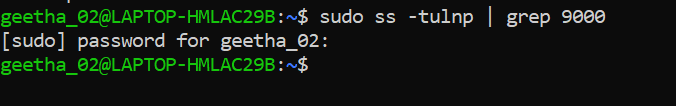 geetha_02@LAPTOP-HMLAC29B:~$ sudo ss -tulnp | grep 9000
[sudo] password for geetha_02:
geetha_02@LAPTOP-HMLAC29B:~$